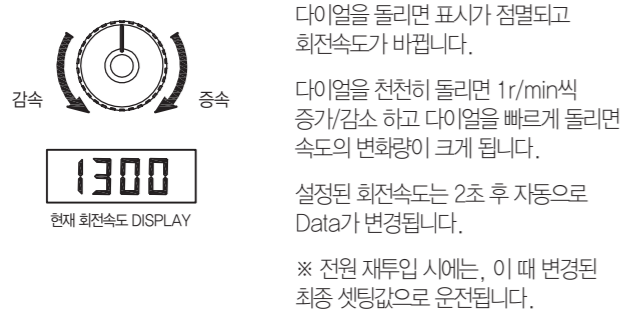 감속
증속
1300
현재 회전속도 DISPLAY
다이얼을 돌리면 표시가 점멸되고
회전속도가 바뀝니다.
다이얼을 천천히 돌리면 1r/min씩
증가/감소 하고 다이얼을 빠르게 돌리면
속도의 변화량이 크게 됩니다.
설정된 회전속도는 2초 후 자동으로
Data가 변경됩니다.
※ 전원 재투입 시에는, 이 때 변경된
최종 셋팅값으로 운전됩니다.